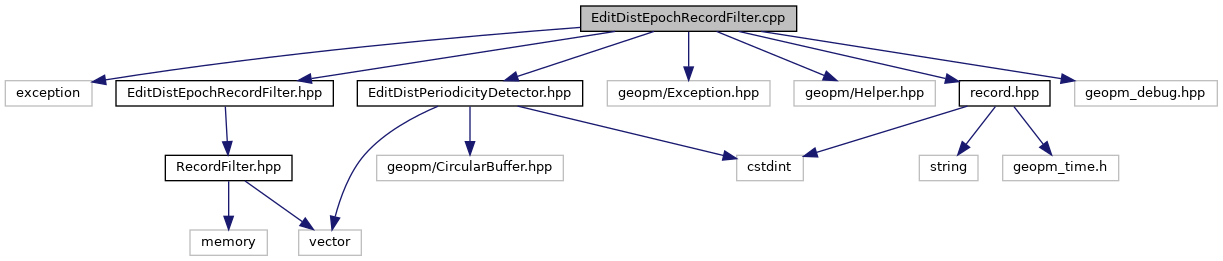 EditDistEpochRecordFilter.cpp
exception
EditDistEpochRecordFilter.hpp
EditDistPeriodicityDetector.hpp
geopm/Exception.hpp
geopm/Helper.hpp
record.hpp
geopm_debug.hpp
RecordFilter.hpp
geopm/CircularBuffer.hpp
cstdint
string
geopm_time.h
memory
vector